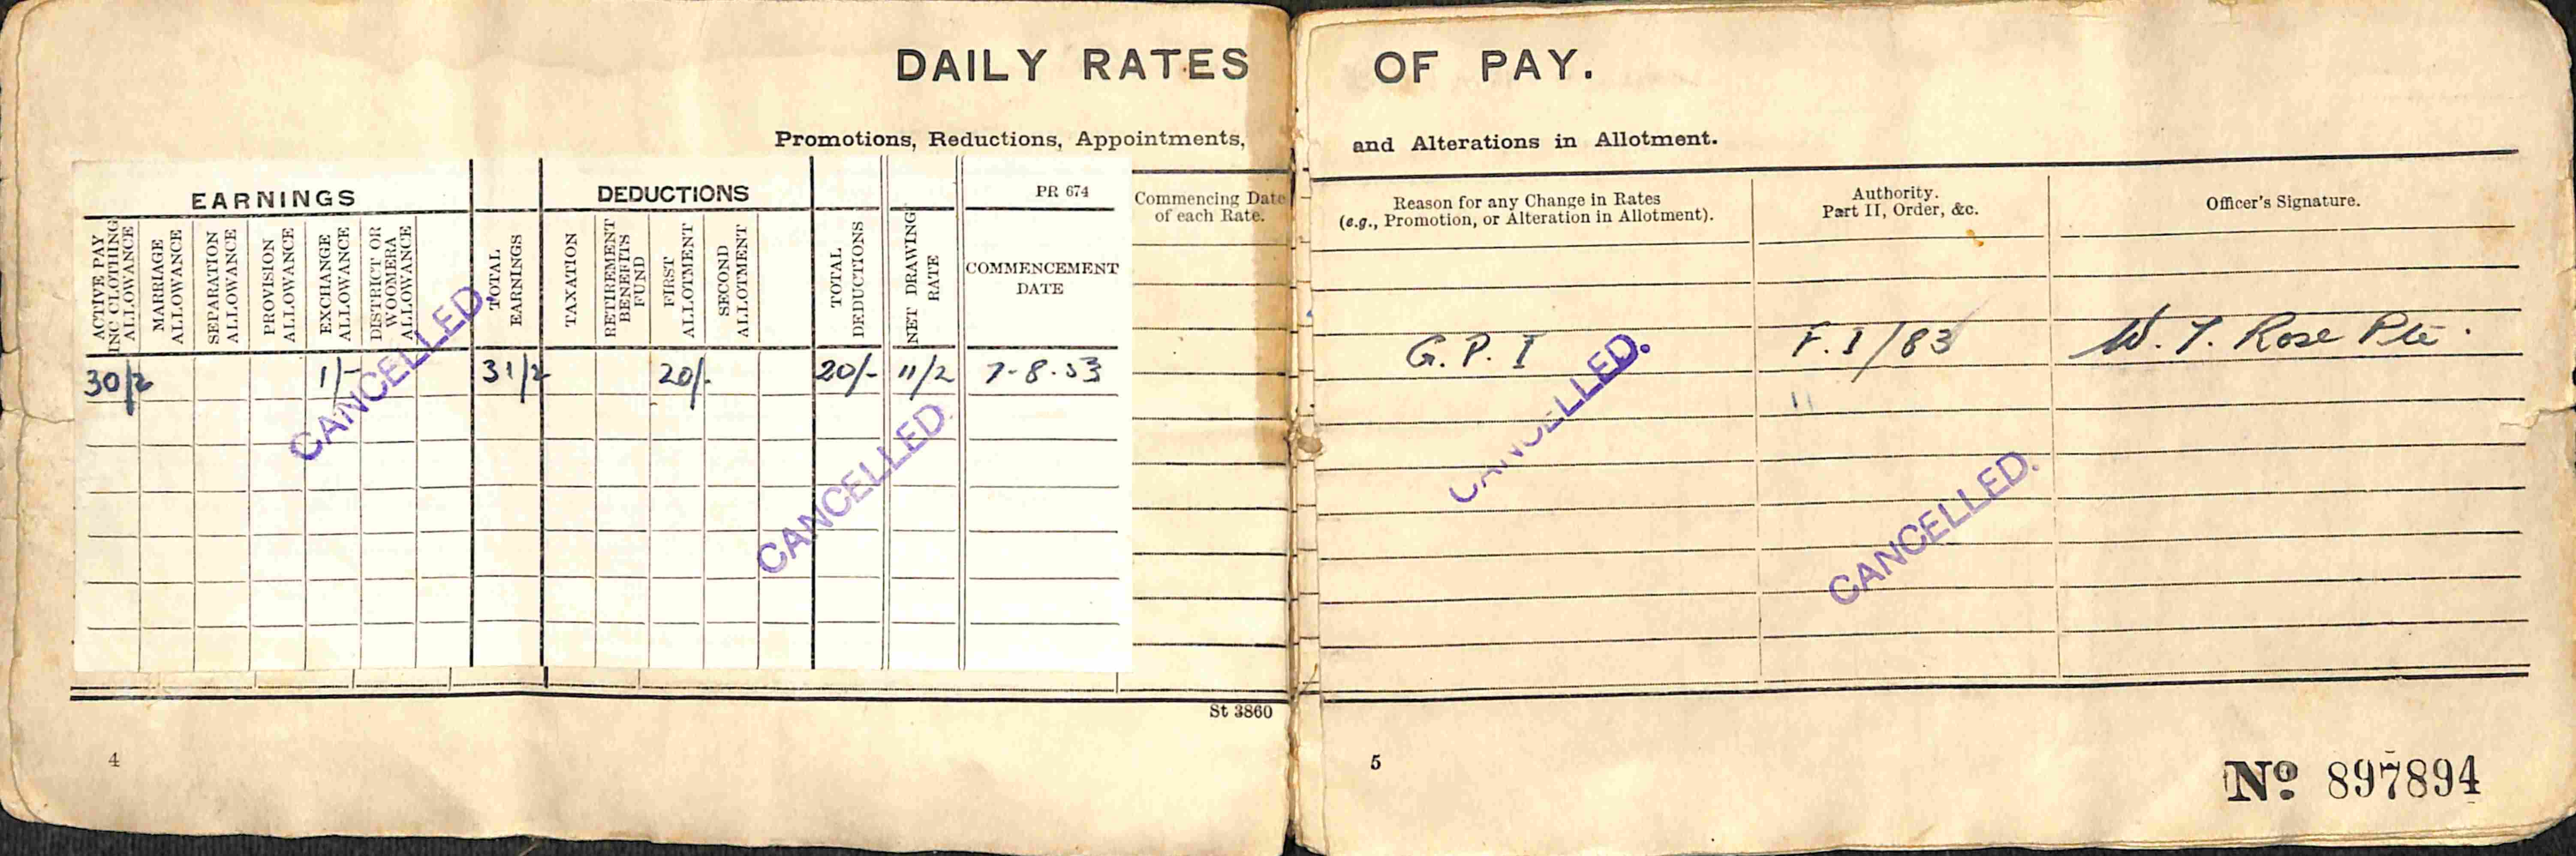 DAILY RATES OF PAY.
Promotions, Reductions, Appointments, and Alterations in Allotment.
EARNINGS
DEDUCTIONS
PR 674
ACTIVE PAY INC CLOTHING ALLOWANCE
MARRIAGE ALLOWANCE
SEPARATION ALLOWANCE
PROVISION ALLOWANCE
EXCHANGE ALLOWANCE
DISTRICT OR WOOMERA ALLOWANCE
TOTAL EARNINGS
TAXATION
RETIREMENT BENEFITS FUND
FIRST ALLOTMENT
SECOND ALLOTMENT
TOTAL DEDUCTIONS
NET DRAWING RATE
COMMENCEMENT DATE
Commencing Date of each Rate.
Reason for any Change in Rates
(e.g., Promotion, or Alteration in Allotment).
Authority.
Part II, Order, &c.
Officer's Signature.
30/2 1/- 31/2 20/- 20/- 11/2 7-8-53
G. P. I F.I/83 W. T. Rose Pte.
11
CANCELLED.
CANCELLED.
CANCELLED.
CANCELLED.
St 3860
4
5
No 897894